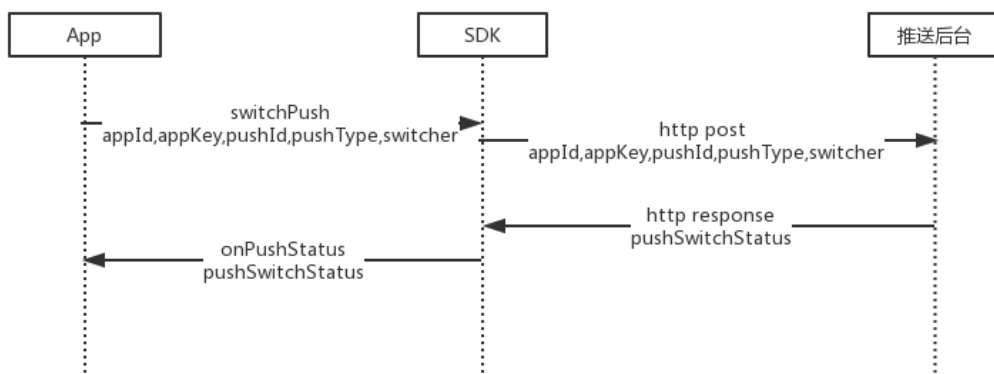 App
SDK
推送后台
switchPush
appId,appKey,pushId,pushType,switcher
http post
appId,appKey,pushId,pushType,switcher
http response
pushSwitchStatus
onPushStatus
pushSwitchStatus